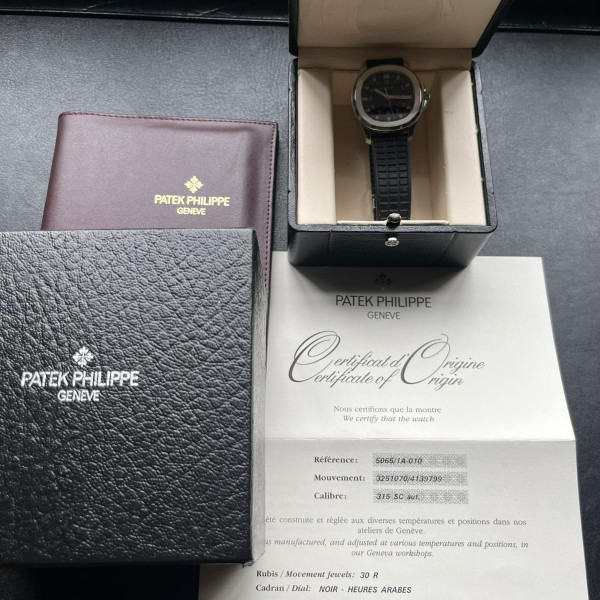 PATEK PHILIPPE
GENEVE
PATEK PHILIPPE
GENEVE
PATEK PHILIPPE
GENEVE
Certificat d'Origine
Certificate of Origin
Nous certifions que la montre
We certify that the watch
Référence: 5065/1A-010
Mouvement: 3251070/4139799
Calibre: 315 SC aut.
été construite et réglée aux diverses températures et positions dans nos
ateliers de Genève.
as manufactured, and adjusted at various temperatures and positions, in
our Geneva workshops.
Rubis / Movement jewels: 30 R
Cadran / Dial: NOIR - HEURES ARABES